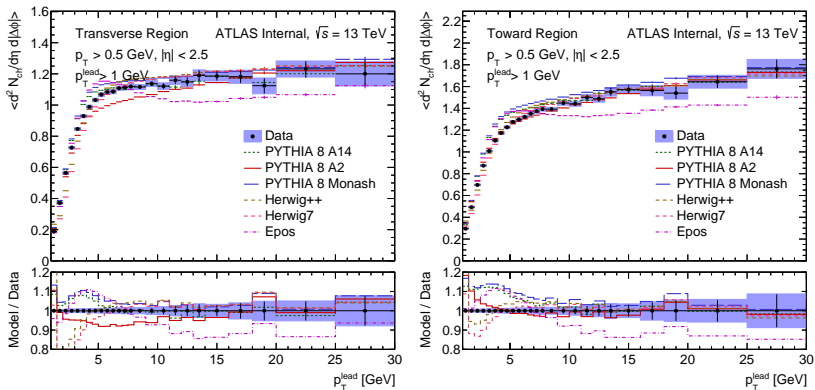 <d² N_ch/dη d|Δϕ|>
Transverse Region
ATLAS Internal, √s = 13 TeV
p_T > 0.5 GeV, |η| < 2.5
p_T^lead > 1 GeV
Data
PYTHIA 8 A14
PYTHIA 8 A2
PYTHIA 8 Monash
Herwig++
Herwig7
Epos
1.6
1.4
1.2
1
0.8
0.6
0.4
0.2
0
Model / Data
1.2
1.1
1.0
0.9
0.8
5 10 15 20 25 30
p_T^lead [GeV]
<d² N_ch/dη d|Δϕ|>
Toward Region
ATLAS Internal, √s = 13 TeV
p_T > 0.5 GeV, |η| < 2.5
p_T^lead > 1 GeV
Data
PYTHIA 8 A14
PYTHIA 8 A2
PYTHIA 8 Monash
Herwig++
Herwig7
Epos
2.2
2
1.8
1.6
1.4
1.2
1
0.8
0.6
0.4
0.2
0
Model / Data
1.2
1.1
1.0
0.9
0.8
5 10 15 20 25 30
p_T^lead [GeV]